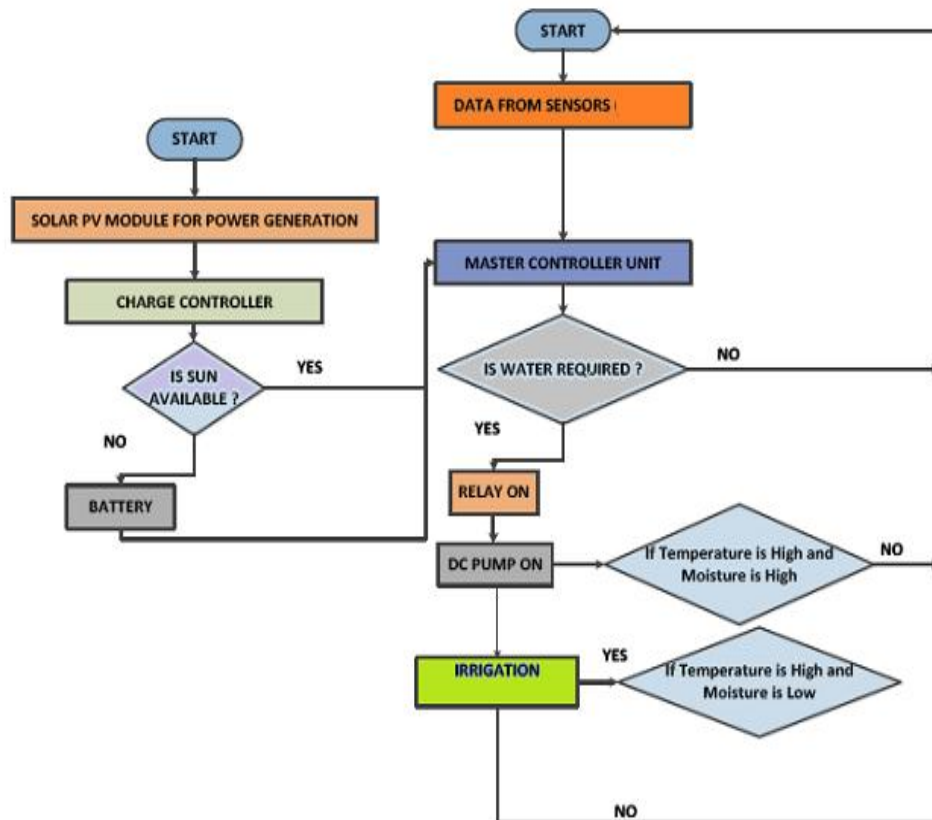 START
DATA FROM SENSORS
START
SOLAR PV MODULE FOR POWER GENERATION
MASTER CONTROLLER UNIT
CHARGE CONTROLLER
IS WATER REQUIRED ?
NO
IS SUN
AVAILABLE ?
YES
YES
NO
RELAY ON
BATTERY
DC PUMP ON
If Temperature is High and
Moisture is High
NO
IRRIGATION
YES
If Temperature is High and
Moisture is Low
NO